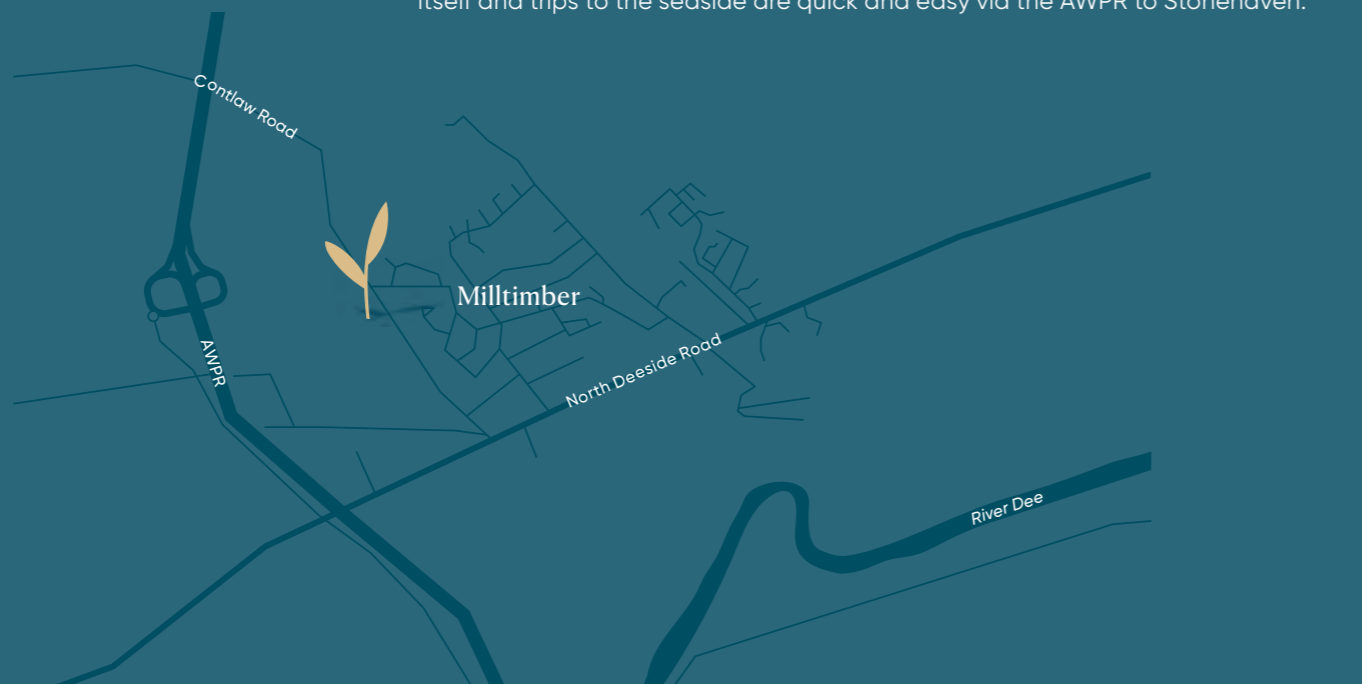 itself and trips to the seaside are quick and easy via the AWPR to Stonehaven.
Contlaw Road
Milltimber
AWPR
North Deeside Road
River Dee